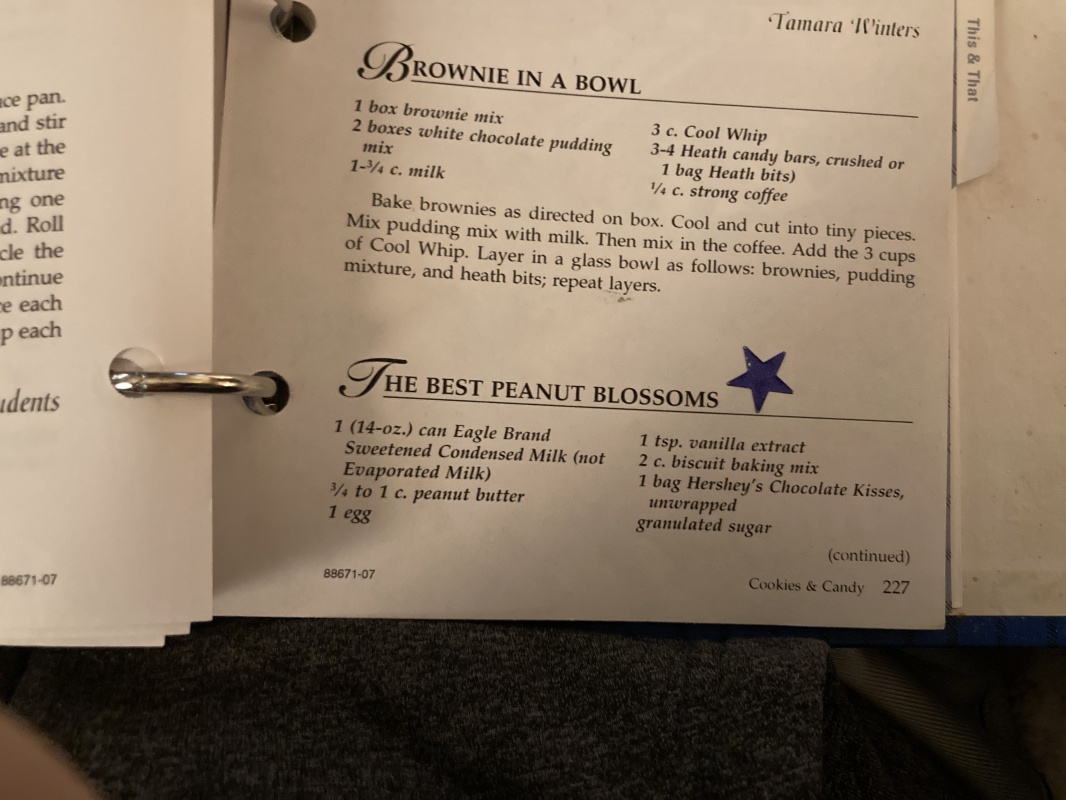 ce pan.
and stir
e at the
mixture
ng one
d. Roll
cle the
ontinue
e each
p each
udents
88671-07
Tamara Winters
This & That
BROWNIE IN A BOWL
1 box brownie mix
2 boxes white chocolate pudding
mix
1-¾ c. milk
3 c. Cool Whip
3-4 Heath candy bars, crushed or
1 bag Heath bits)
¼ c. strong coffee
Bake brownies as directed on box. Cool and cut into tiny pieces.
Mix pudding mix with milk. Then mix in the coffee. Add the 3 cups
of Cool Whip. Layer in a glass bowl as follows: brownies, pudding
mixture, and heath bits; repeat layers.
THE BEST PEANUT BLOSSOMS
1 (14-oz.) can Eagle Brand
Sweetened Condensed Milk (not
Evaporated Milk)
¾ to 1 c. peanut butter
1 egg
1 tsp. vanilla extract
2 c. biscuit baking mix
1 bag Hershey's Chocolate Kisses,
unwrapped
granulated sugar
(continued)
88671-07
Cookies & Candy 227